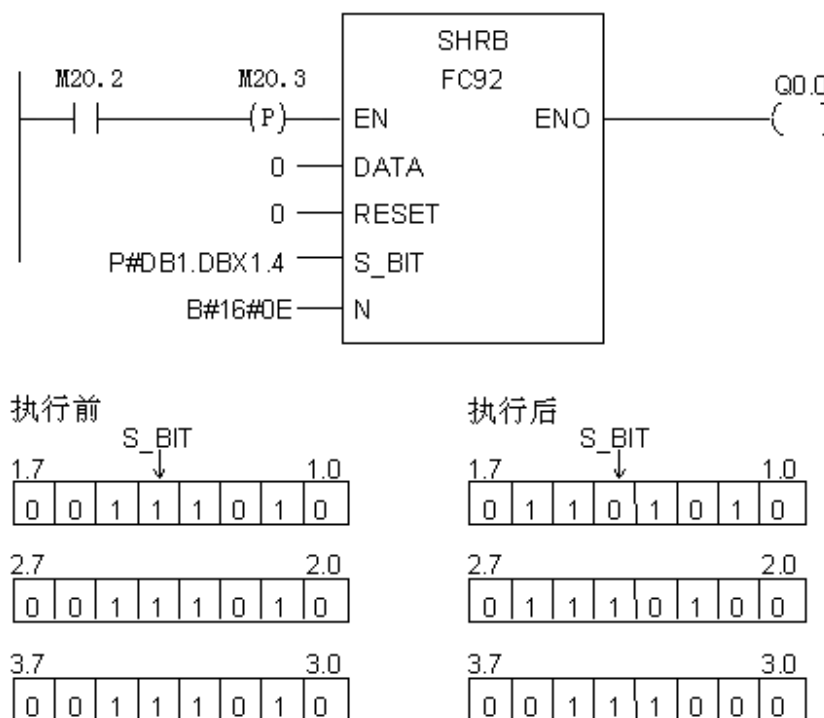 SHRB
M20.2 M20.3 FC92 Q0.0
(P) EN ENO ( )
0 DATA
0 RESET
P#DB1.DBX1.4 S_BIT
B#16#0E N
执行前 执行后
S_BIT S_BIT
1.7 1.0 1.7 1.0
0 0 1 1 1 0 1 0 0 1 1 0 1 0 1 0
2.7 2.0 2.7 2.0
0 0 1 1 1 0 1 0 0 1 1 1 0 1 0 0
3.7 3.0 3.7 3.0
0 0 1 1 1 0 1 0 0 0 1 1 1 0 0 0